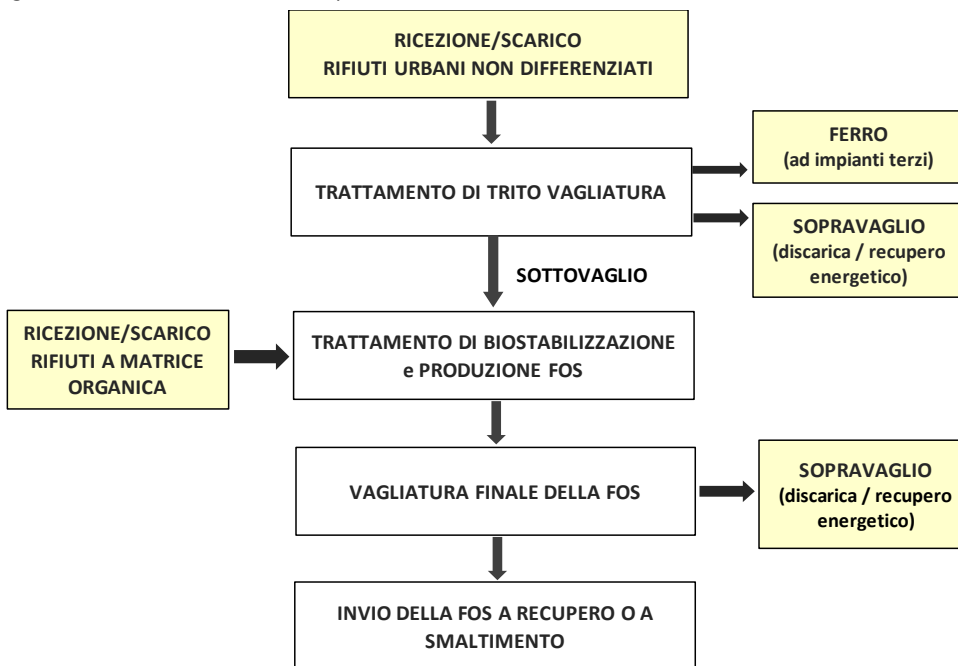 RICEZIONE/SCARICO
RIFIUTI URBANI NON DIFFERENZIATI
FERRO
(ad impianti terzi)
TRATTAMENTO DI TRITO VAGLIATURA
SOPRAVAGLIO
(discarica / recupero
energetico)
SOTTOVAGLIO
RICEZIONE/SCARICO
RIFIUTI A MATRICE
ORGANICA
TRATTAMENTO DI BIOSTABILIZZAZIONE
e PRODUZIONE FOS
VAGLIATURA FINALE DELLA FOS
SOPRAVAGLIO
(discarica / recupero
energetico)
INVIO DELLA FOS A RECUPERO O A
SMALTIMENTO